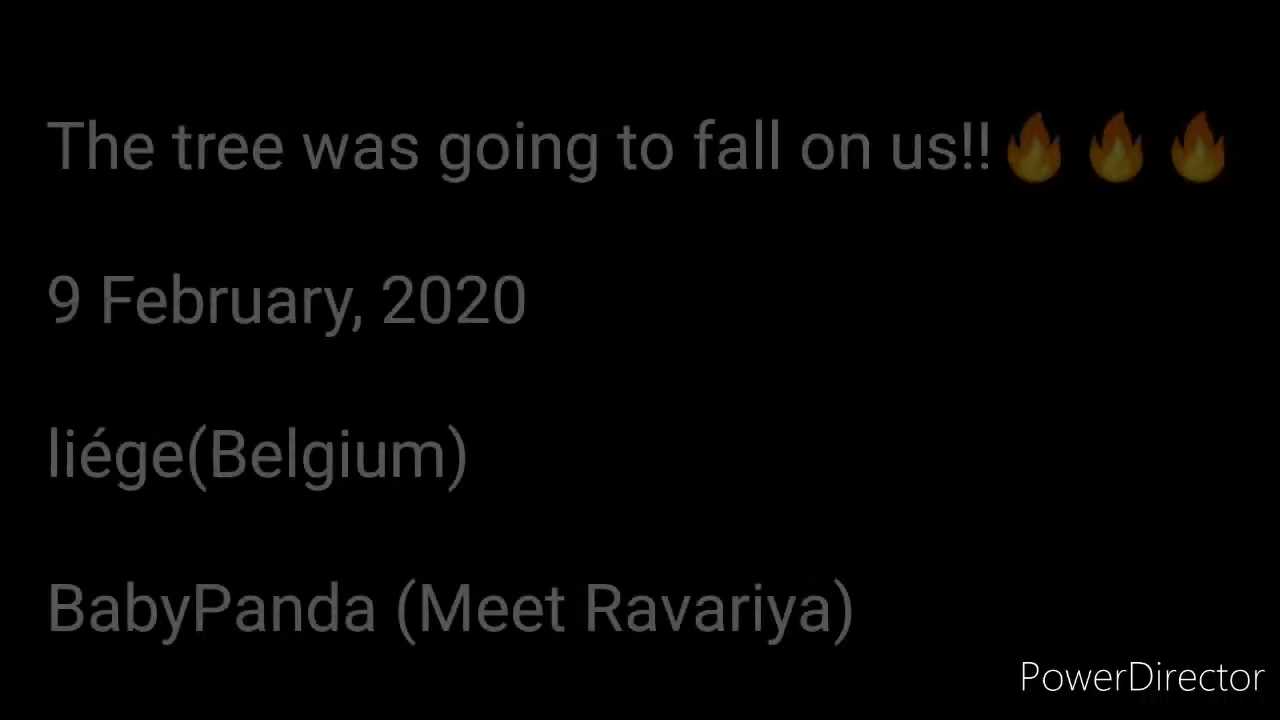 The tree was going to fall on us!!🔥 🔥 🔥
9 February, 2020
liége(Belgium)
BabyPanda (Meet Ravariya)
PowerDirector